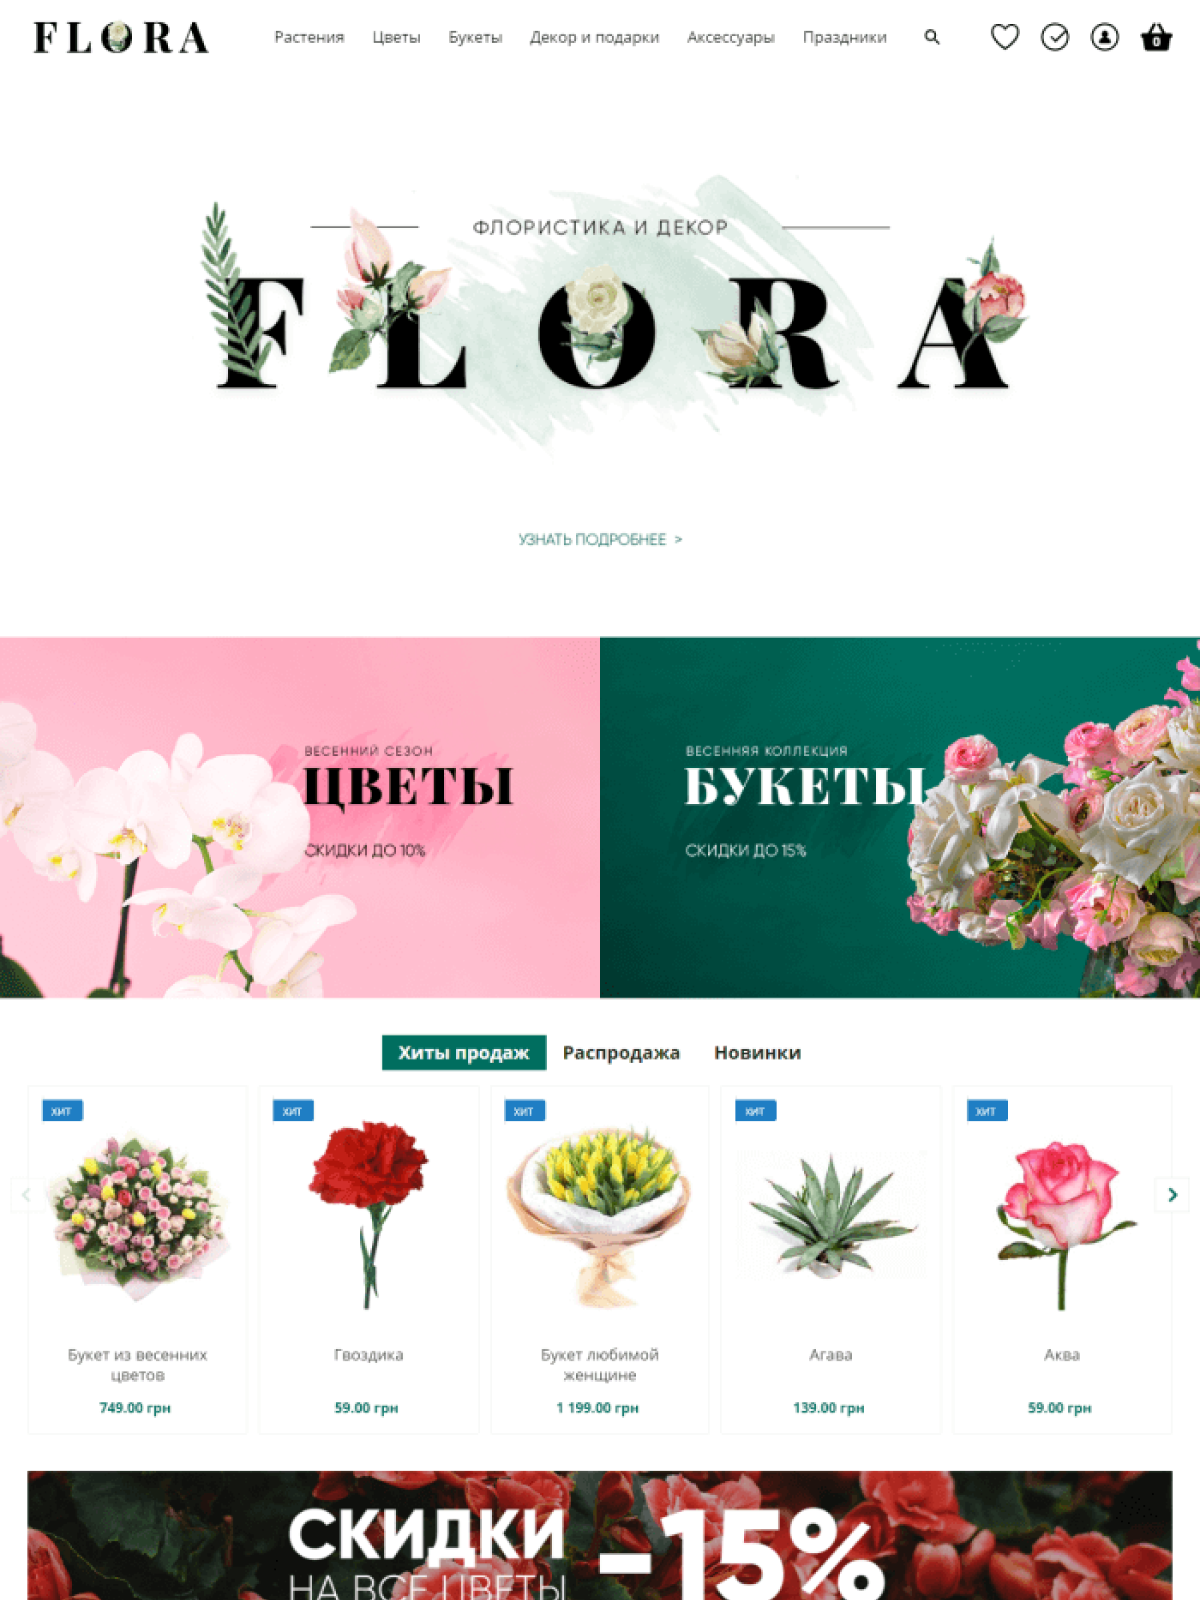 FLORA
Растения Цветы Букеты Декор и подарки Аксессуары Праздники
0
ФЛОРИСТИКА И ДЕКОР
FLORA
УЗНАТЬ ПОДРОБНЕЕ >
ВЕСЕННИЙ СЕЗОН
ЦВЕТЫ
СКИДКИ ДО 10%
ВЕСЕННЯЯ КОЛЛЕКЦИЯ
БУКЕТЫ
СКИДКИ ДО 15%
Хиты продаж Распродажа Новинки
ХИТ
Букет из весенних
цветов
749.00 грн
ХИТ
Гвоздика
59.00 грн
ХИТ
Букет любимой
женщине
1 199.00 грн
ХИТ
Агава
139.00 грн
ХИТ
Аква
59.00 грн
СКИДКИ
НА ВСЕ ЦВЕТЫ
-15%